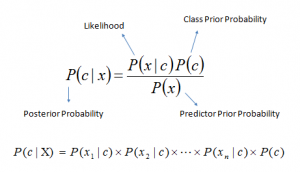 Likelihood
Class Prior Probability
P(c | x) = P(x | c)P(c) / P(x)
Posterior Probability
Predictor Prior Probability
P(c | X) = P(x₁ | c) × P(x₂ | c) × ⋯ × P(xₙ | c) × P(c)